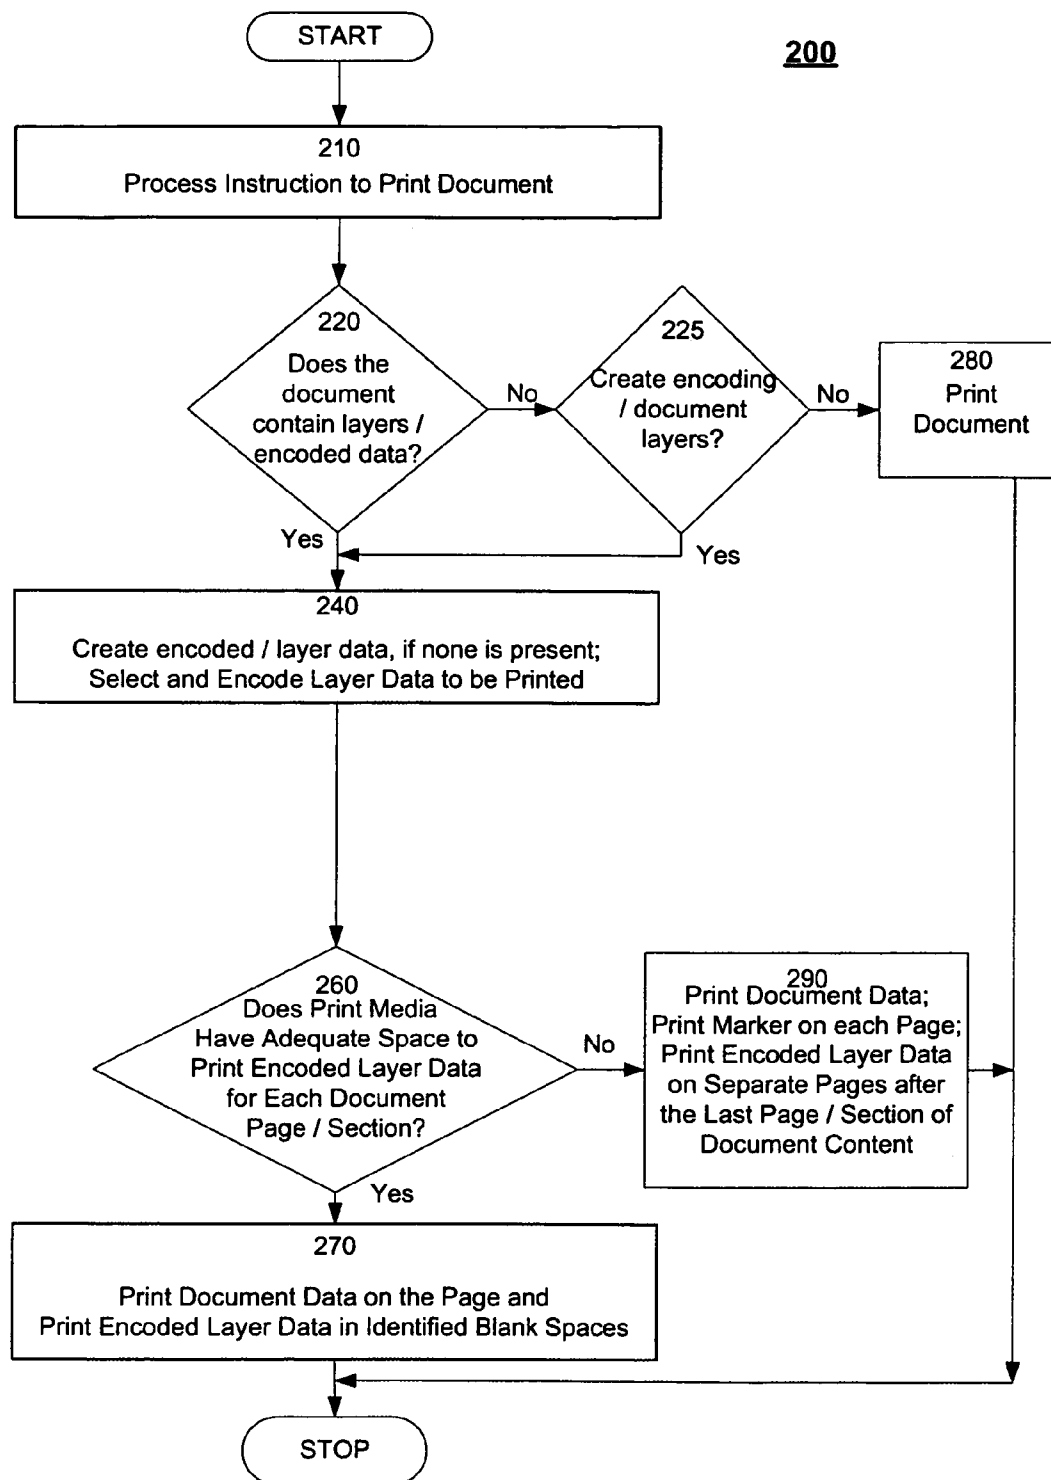 START
200
210
Process Instruction to Print Document
220
Does the
document
contain layers /
encoded data?
No
225
Create encoding
/ document
layers?
No
280
Print
Document
Yes
Yes
240
Create encoded / layer data, if none is present;
Select and Encode Layer Data to be Printed
260
Does Print Media
Have Adequate Space to
Print Encoded Layer Data
for Each Document
Page / Section?
No
290
Print Document Data;
Print Marker on each Page;
Print Encoded Layer Data
on Separate Pages after
the Last Page / Section of
Document Content
Yes
270
Print Document Data on the Page and
Print Encoded Layer Data in Identified Blank Spaces
STOP